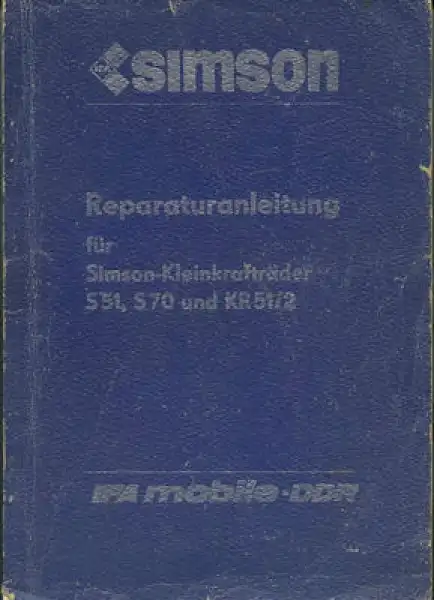 simson
Reparaturanleitung
für
Simson-Kleinkrafträder
S51, S70 und KR51/2
IFA mobile-DDR